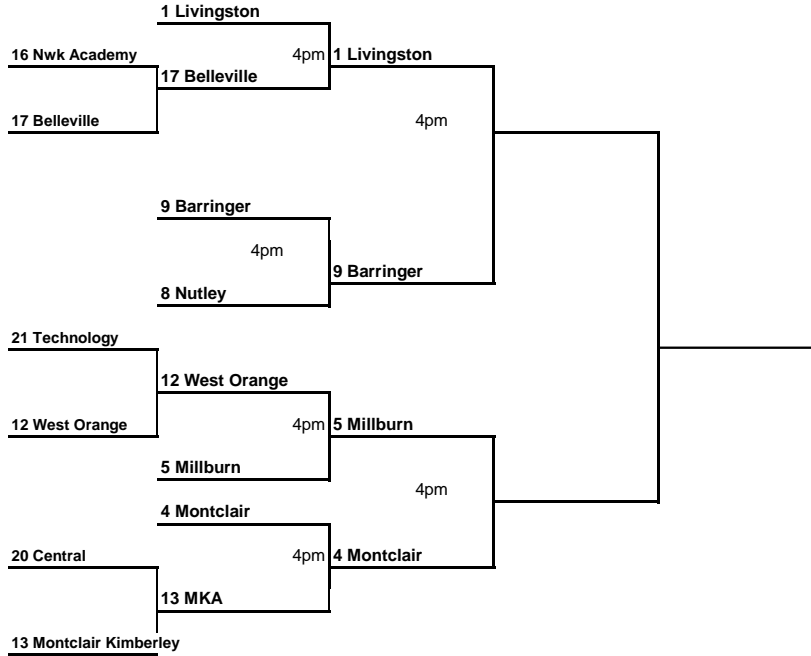 1 Livingston
16 Nwk Academy
4pm
1 Livingston
17 Belleville
17 Belleville
4pm
9 Barringer
4pm
9 Barringer
8 Nutley
21 Technology
12 West Orange
12 West Orange
4pm
5 Millburn
5 Millburn
4pm
4 Montclair
20 Central
4pm
4 Montclair
13 MKA
13 Montclair Kimberley